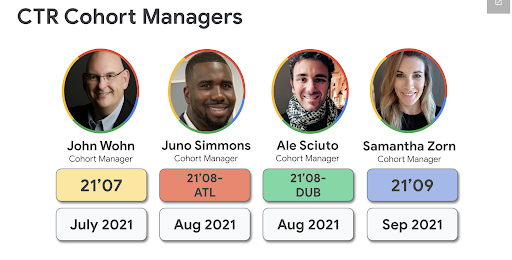 CTR Cohort Managers
John Wohn
Cohort Manager
21'07
July 2021
Juno Simmons
Cohort Manager
21'08-
ATL
Aug 2021
Ale Sciuto
Cohort Manager
21'08-
DUB
Aug 2021
Samantha Zorn
Cohort Manager
21'09
Sep 2021